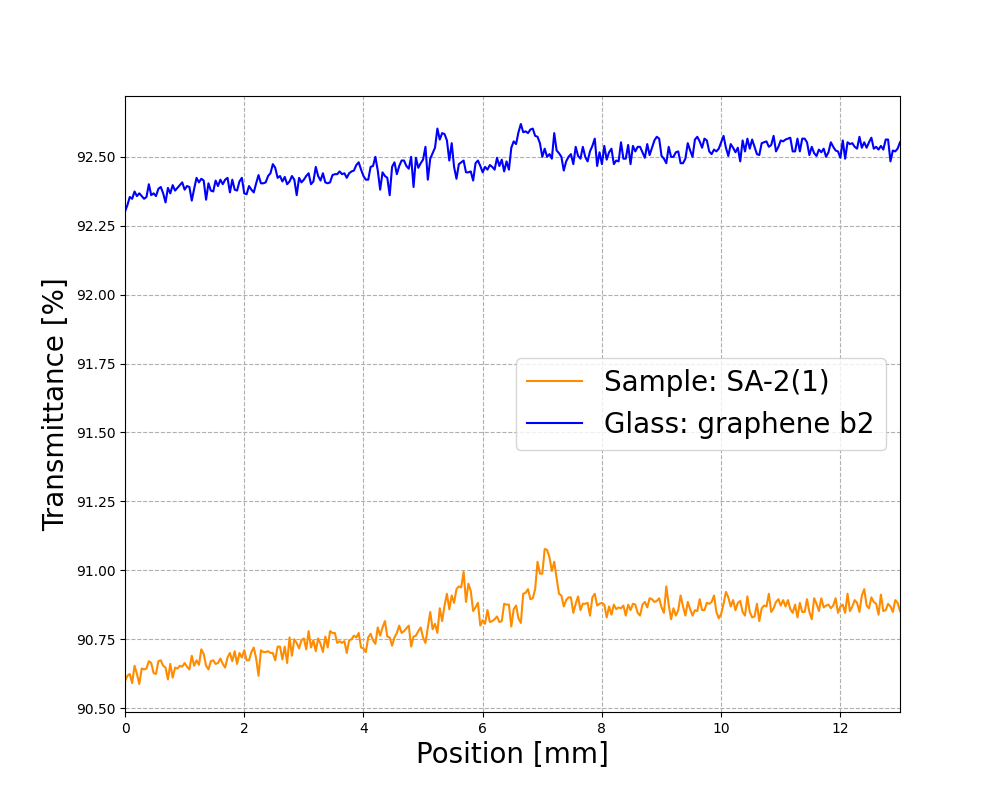 92.50
92.25
92.00
91.75
91.50
91.25
91.00
90.75
90.50
Transmittance [%]
Sample: SA-2(1)
Glass: graphene b2
0 2 4 6 8 10 12
Position [mm]